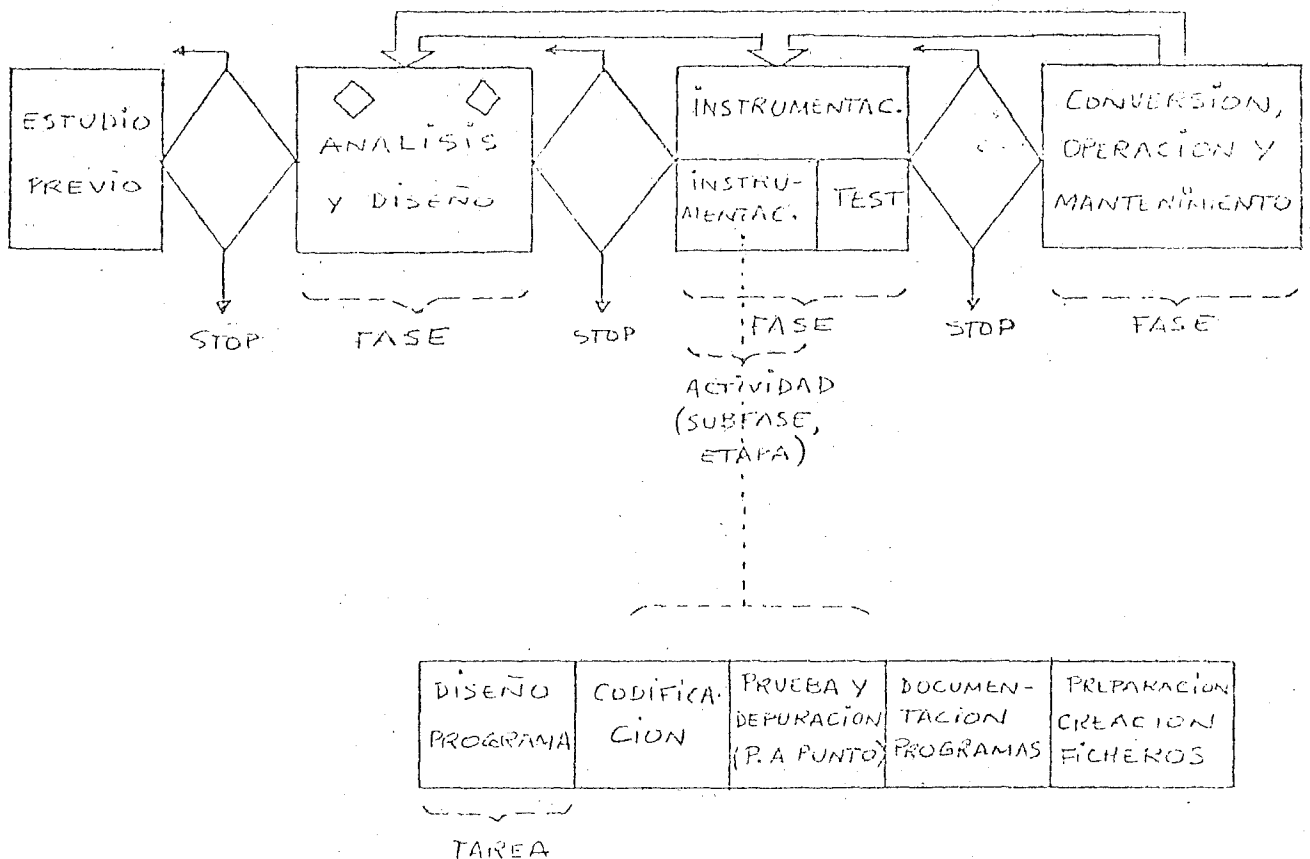 ESTUDIO
PREVIO
ANALISIS
Y DISEÑO
INSTRUMENTAC.
INSTRU-
MENTAC.
TEST
CONVERSION,
OPERACION Y
MANTENIMIENTO
STOP
FASE
STOP
FASE
STOP
FASE
ACTIVIDAD
(SUBFASE,
ETAPA)
DISEÑO
PROGRAMA
CODIFICA-
CION
PRUEBA Y
DEPURACION
(P. A PUNTO)
DOCUMEN-
TACION
PROGRAMAS
PREPARACION
CREACION
FICHEROS
TAREA